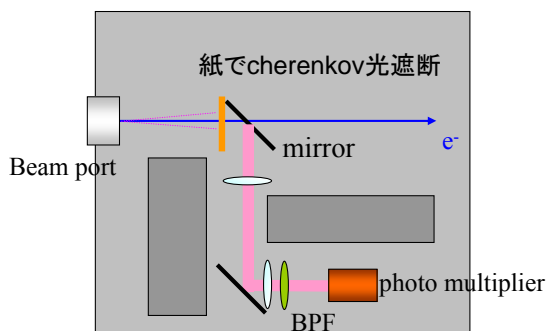 紙でcherenkov光遮断
Beam port
mirror
e-
photo multiplier
BPF